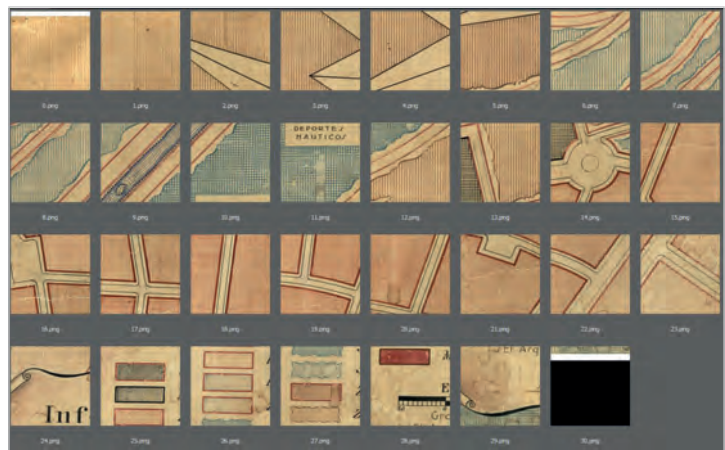 DEPORTES
NAUTICOS
0.png 1.png 2.png 3.png 4.png 5.png 6.png 7.png
8.png 9.png 10.png 11.png 12.png 13.png 14.png 15.png
16.png 17.png 18.png 19.png 20.png 21.png 22.png 23.png
Inf
24.png 25.png 26.png 27.png 28.png 29.png 30.png